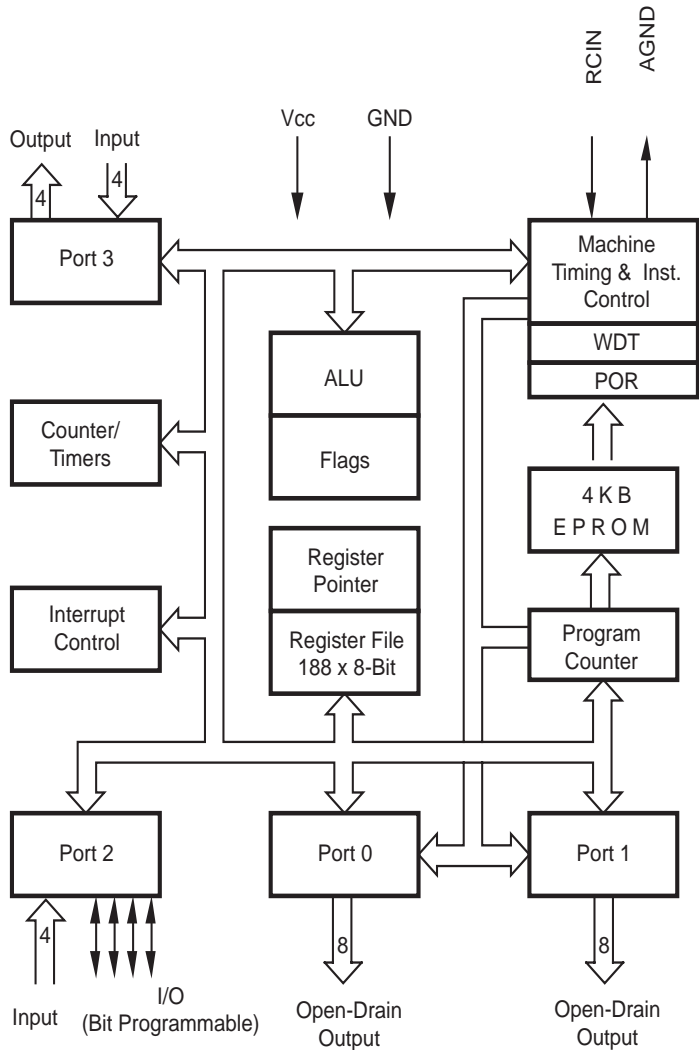 RCIN
AGND
Vcc
GND
Output
Input
4
4
Port 3
Machine
Timing & Inst.
Control
WDT
POR
ALU
Flags
Counter/
Timers
4 K B
E P R O M
Register
Pointer
Register File
188 x 8-Bit
Interrupt
Control
Program
Counter
Port 2
Port 0
Port 1
4
8
8
Input
I/O
(Bit Programmable)
Open-Drain
Output
Open-Drain
Output